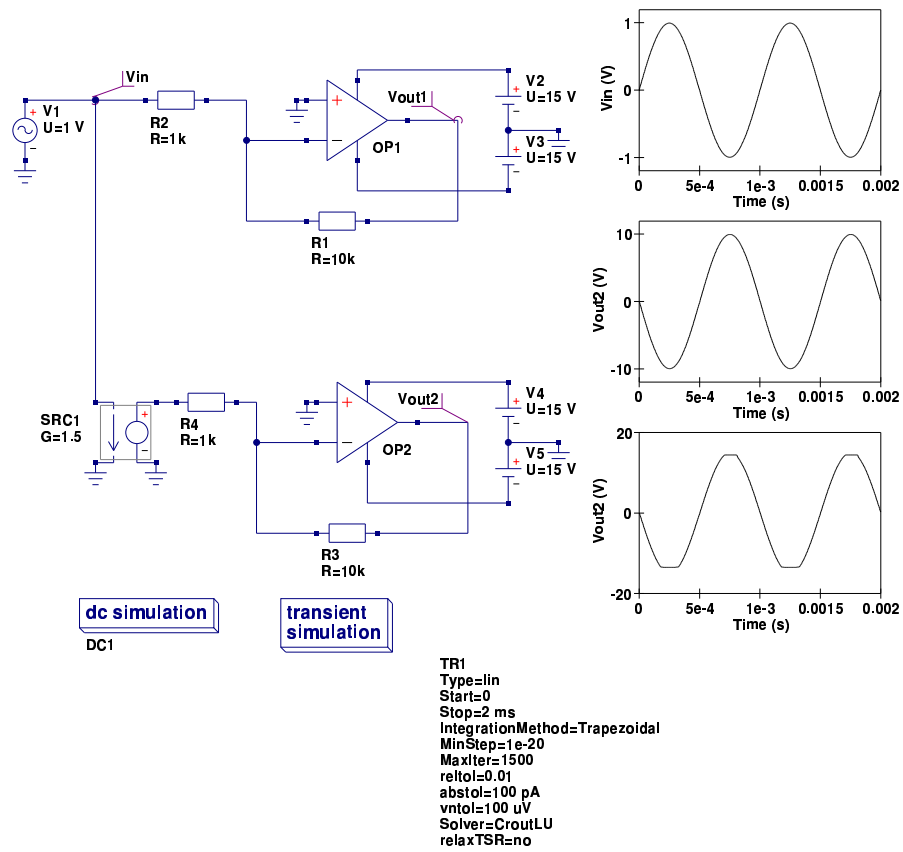 Vin
V1
U=1 V
R2
R=1k
Vout1
OP1
V2
U=15 V
V3
U=15 V
R1
R=10k
SRC1
G=1.5
R4
R=1k
Vout2
OP2
V4
U=15 V
V5
U=15 V
R3
R=10k
dc simulation
DC1
transient
simulation
TR1
Type=lin
Start=0
Stop=2 ms
IntegrationMethod=Trapezoidal
MinStep=1e-20
MaxIter=1500
reltol=0.01
abstol=100 pA
vntol=100 uV
Solver=CroutLU
relaxTSR=no
Vin (V)
1
0
-1
0 5e-4 1e-3 0.0015 0.002
Time (s)
Vout2 (V)
10
0
-10
0 5e-4 1e-3 0.0015 0.002
Time (s)
Vout2 (V)
20
0
-20
0 5e-4 1e-3 0.0015 0.002
Time (s)